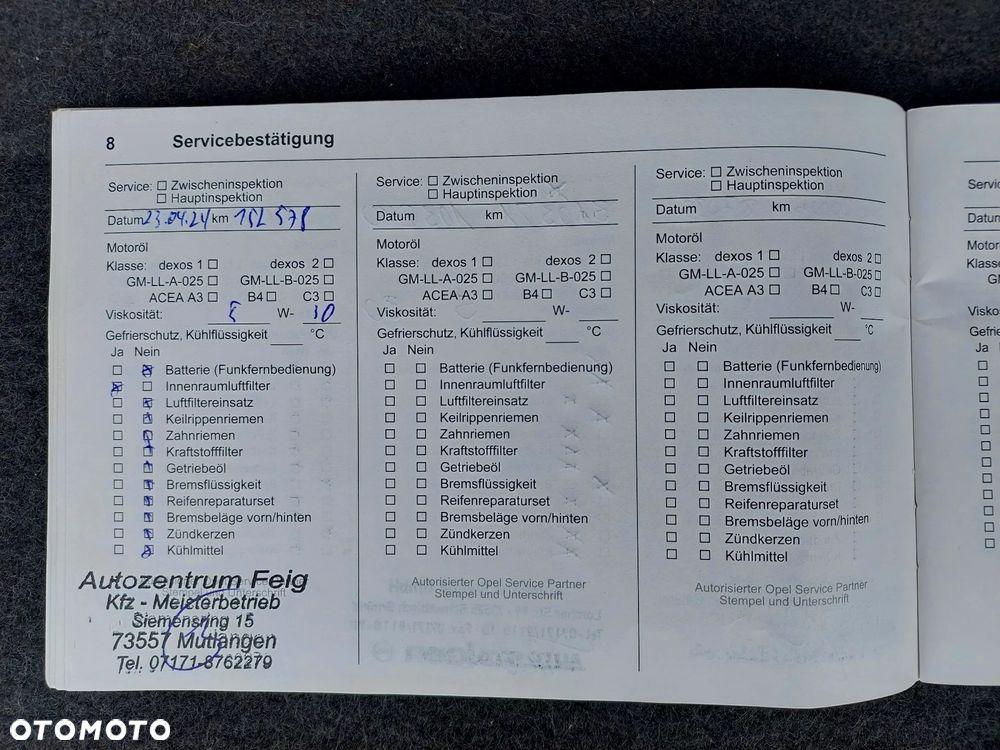 8 Servicebestätigung
Service: Zwischeninspektion
Hauptinspektion
Datum 23.04.24 km
Motoröl
Klasse: dexos 1 dexos 2
GM-LL-A-025 GM-LL-B-025
ACEA A3 B4 C3
Viskosität: 5 W- 30
Gefrierschutz, Kühlflüssigkeit °C
Ja Nein
Batterie (Funkfernbedienung)
Innenraumluftfilter
Luftfiltereinsatz
Keilrippenriemen
Zahnriemen
Kraftstofffilter
Getriebeöl
Bremsflüssigkeit
Reifenreparaturset
Bremsbeläge vorn/hinten
Zündkerzen
Kühlmittel
Autozentrum Feig
Kfz - Meisterbetrieb
Siemensring 15
73557 Mutlangen
Tel. 07171-8762279
Service: Zwischeninspektion
Hauptinspektion
Datum km
Motoröl
Klasse: dexos 1 dexos 2
GM-LL-A-025 GM-LL-B-025
ACEA A3 B4 C3
Viskosität: W-
Gefrierschutz, Kühlflüssigkeit °C
Ja Nein
Batterie (Funkfernbedienung)
Innenraumluftfilter
Luftfiltereinsatz
Keilrippenriemen
Zahnriemen
Kraftstofffilter
Getriebeöl
Bremsflüssigkeit
Reifenreparaturset
Bremsbeläge vorn/hinten
Zündkerzen
Kühlmittel
Autorisierter Opel Service Partner
Stempel und Unterschrift
Service: Zwischeninspektion
Hauptinspektion
Datum km
Motoröl
Klasse: dexos 1 dexos 2
GM-LL-A-025 GM-LL-B-025
ACEA A3 B4 C3
Viskosität: W-
Gefrierschutz, Kühlflüssigkeit °C
Ja Nein
Batterie (Funkfernbedienung)
Innenraumluftfilter
Luftfiltereinsatz
Keilrippenriemen
Zahnriemen
Kraftstofffilter
Getriebeöl
Bremsflüssigkeit
Reifenreparaturset
Bremsbeläge vorn/hinten
Zündkerzen
Kühlmittel
Autorisierter Opel Service Partner
Stempel und Unterschrift
Ja
OTOMOTO